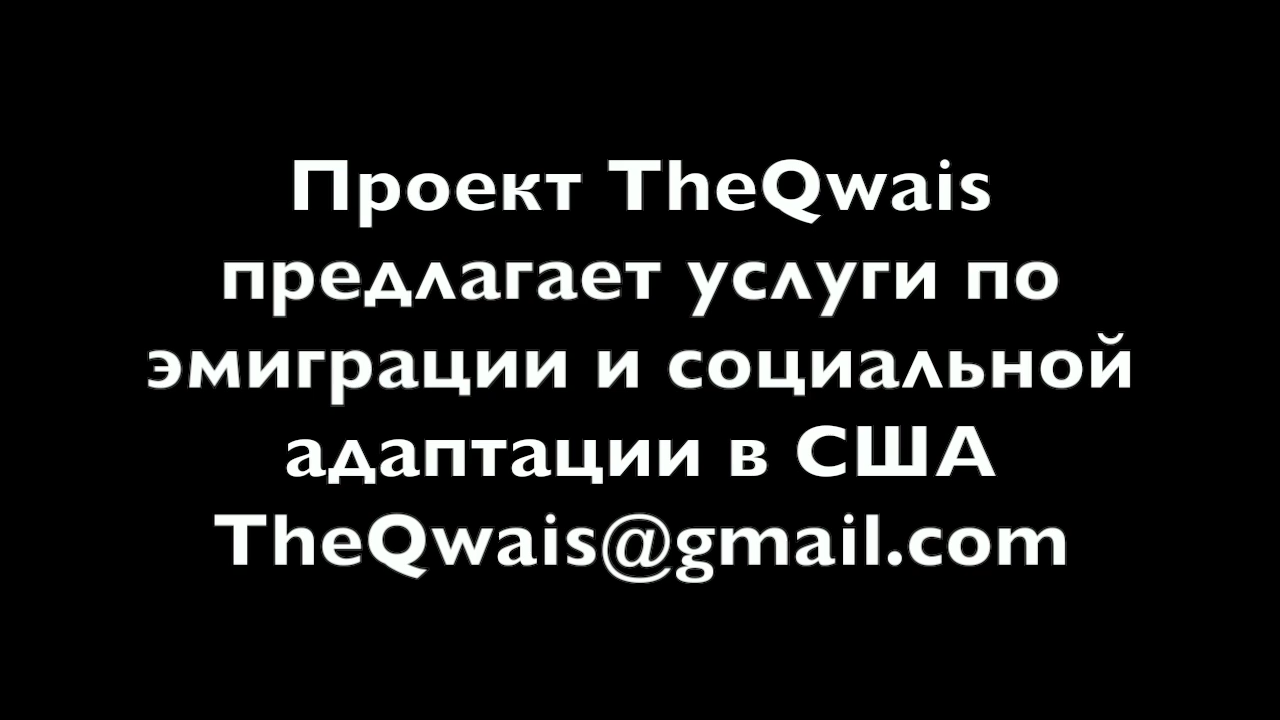 Проект TheQwais
предлагает услуги по
эмиграции и социальной
адаптации в США
TheQwais@gmail.com